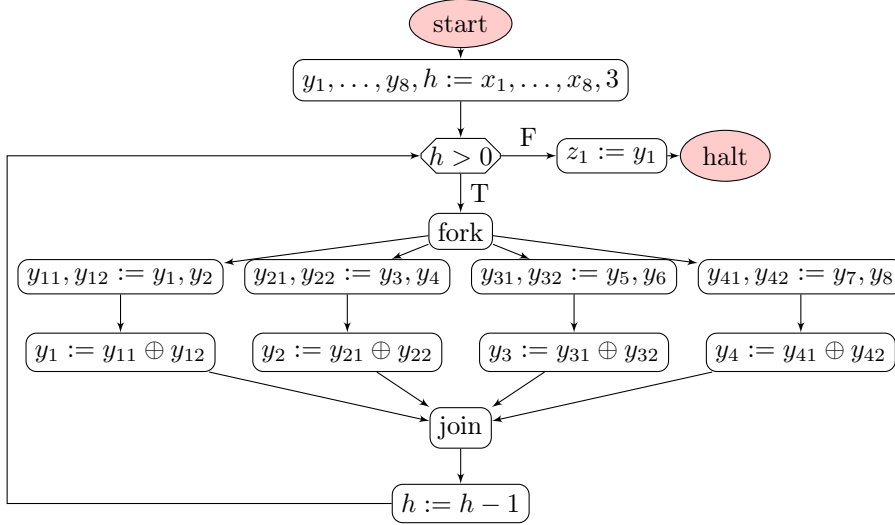 start
y₁, …, y₈, h := x₁, …, x₈, 3
h > 0
F
z₁ := y₁
halt
T
fork
y₁₁, y₁₂ := y₁, y₂
y₂₁, y₂₂ := y₃, y₄
y₃₁, y₃₂ := y₅, y₆
y₄₁, y₄₂ := y₇, y₈
y₁ := y₁₁ ⊕ y₁₂
y₂ := y₂₁ ⊕ y₂₂
y₃ := y₃₁ ⊕ y₃₂
y₄ := y₄₁ ⊕ y₄₂
join
h := h − 1